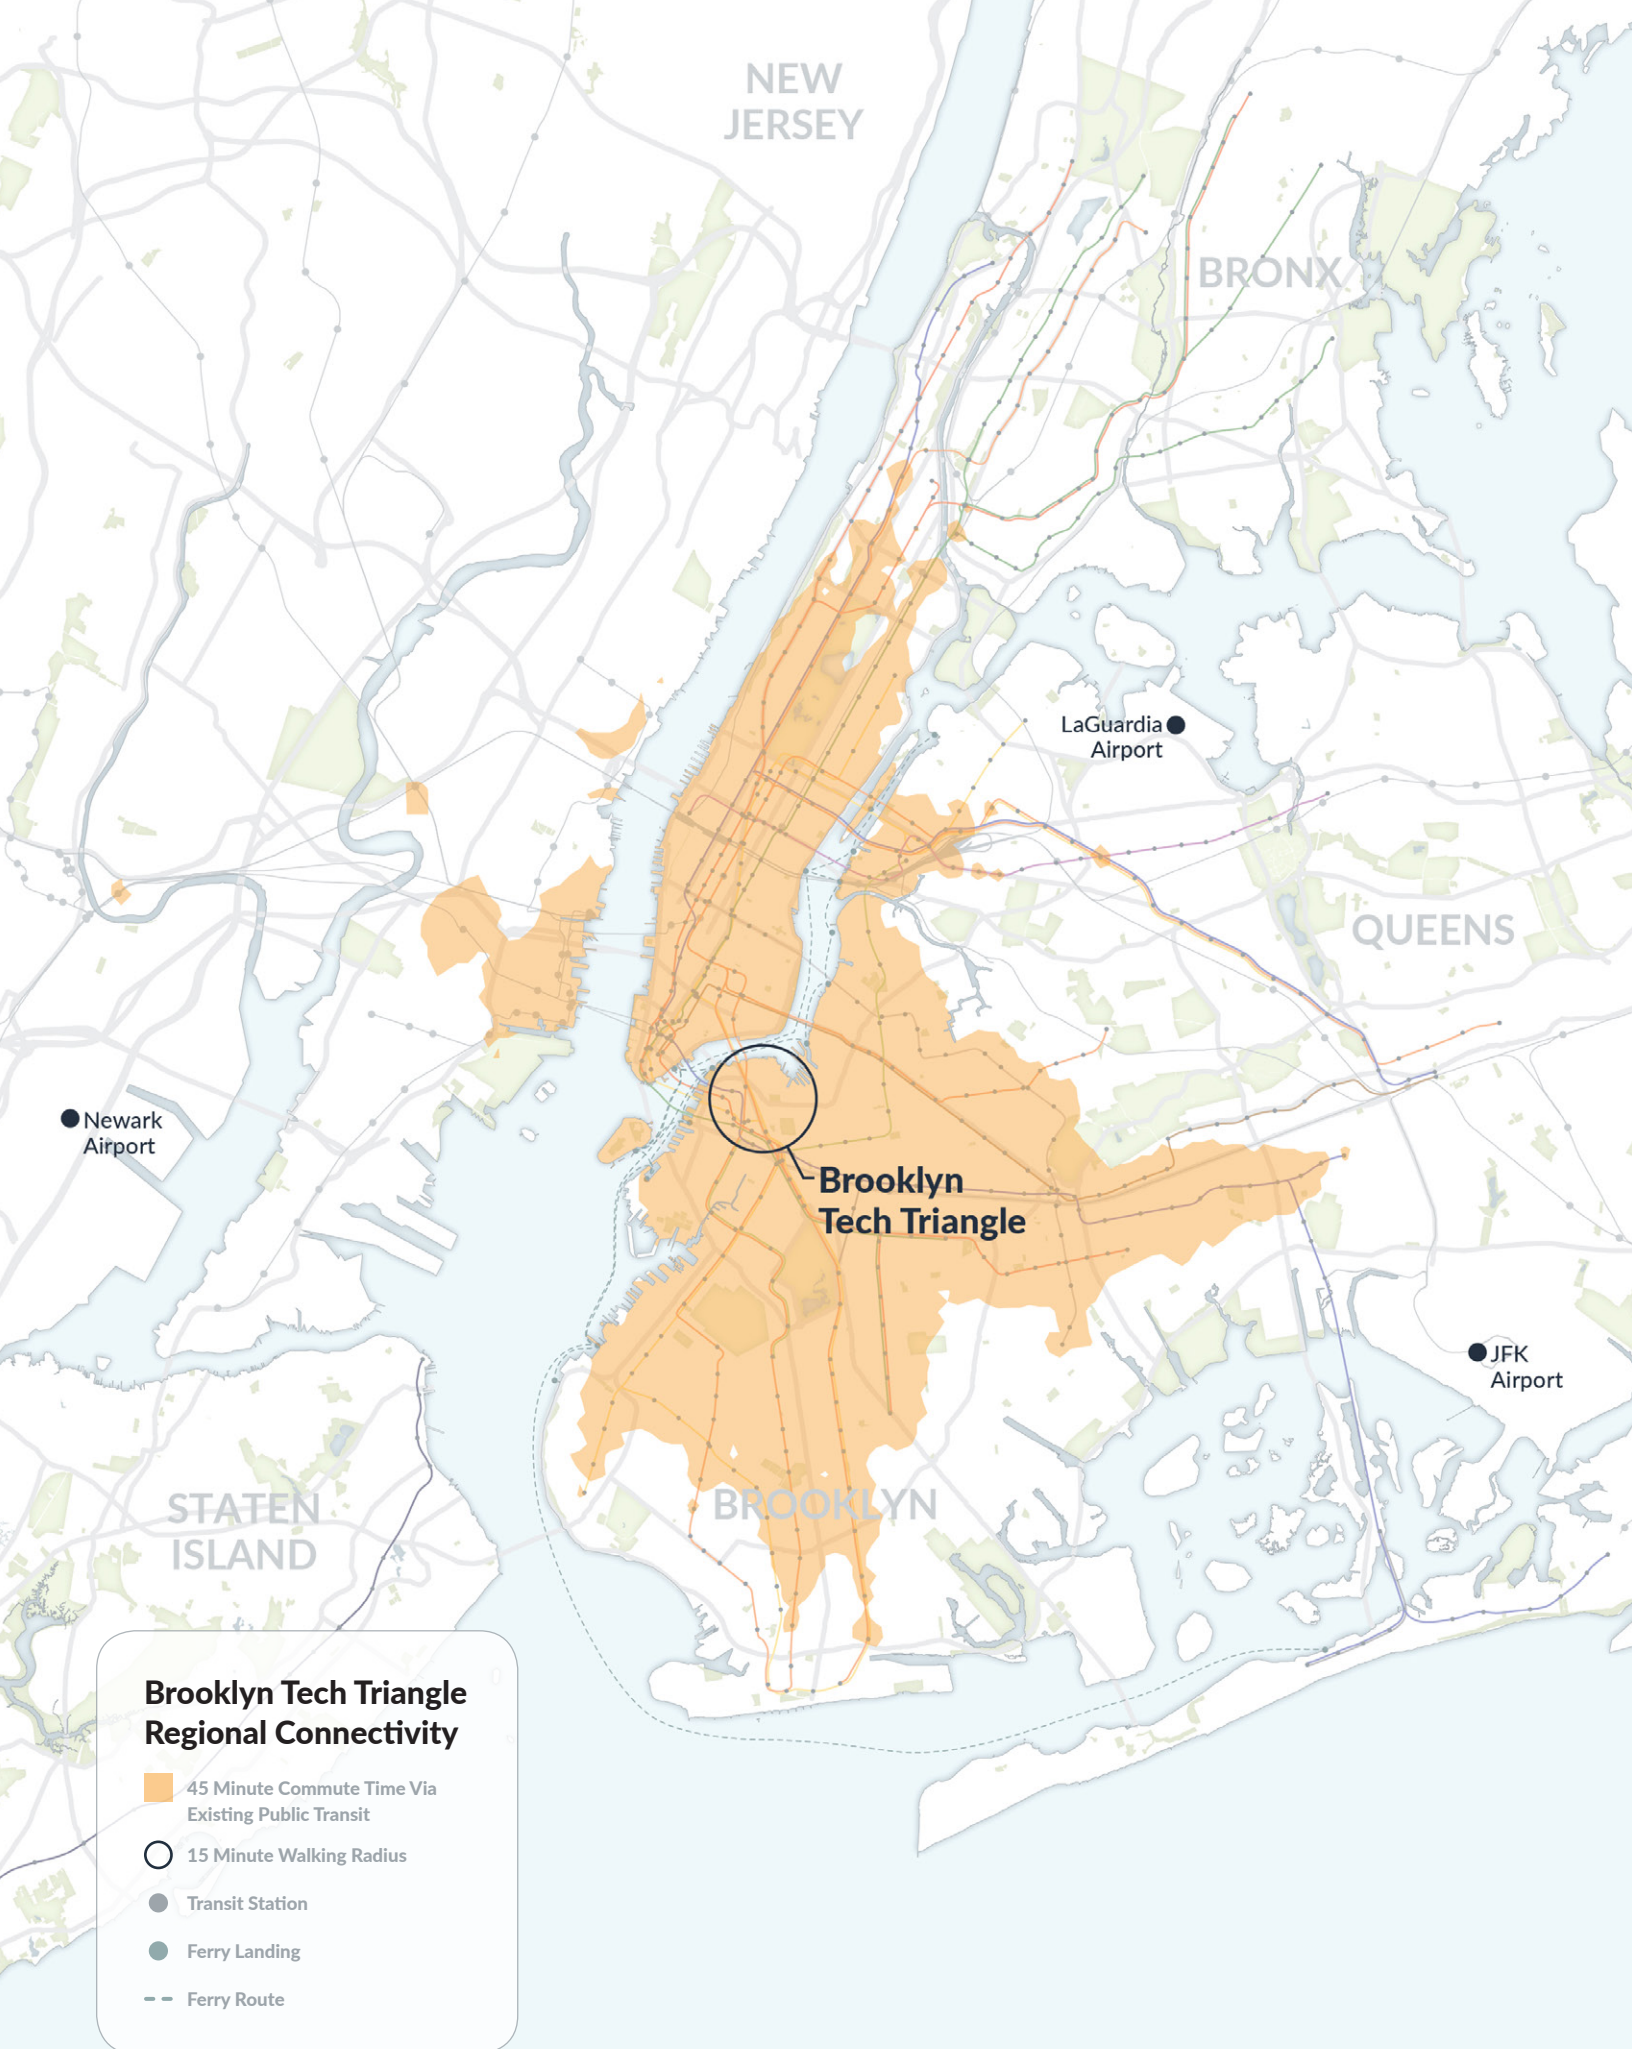 NEW
JERSEY
BRONX
LaGuardia
Airport
QUEENS
Newark
Airport
Brooklyn
Tech Triangle
JFK
Airport
STATEN
ISLAND
BROOKLYN
Brooklyn Tech Triangle
Regional Connectivity
45 Minute Commute Time Via
Existing Public Transit
15 Minute Walking Radius
Transit Station
Ferry Landing
Ferry Route